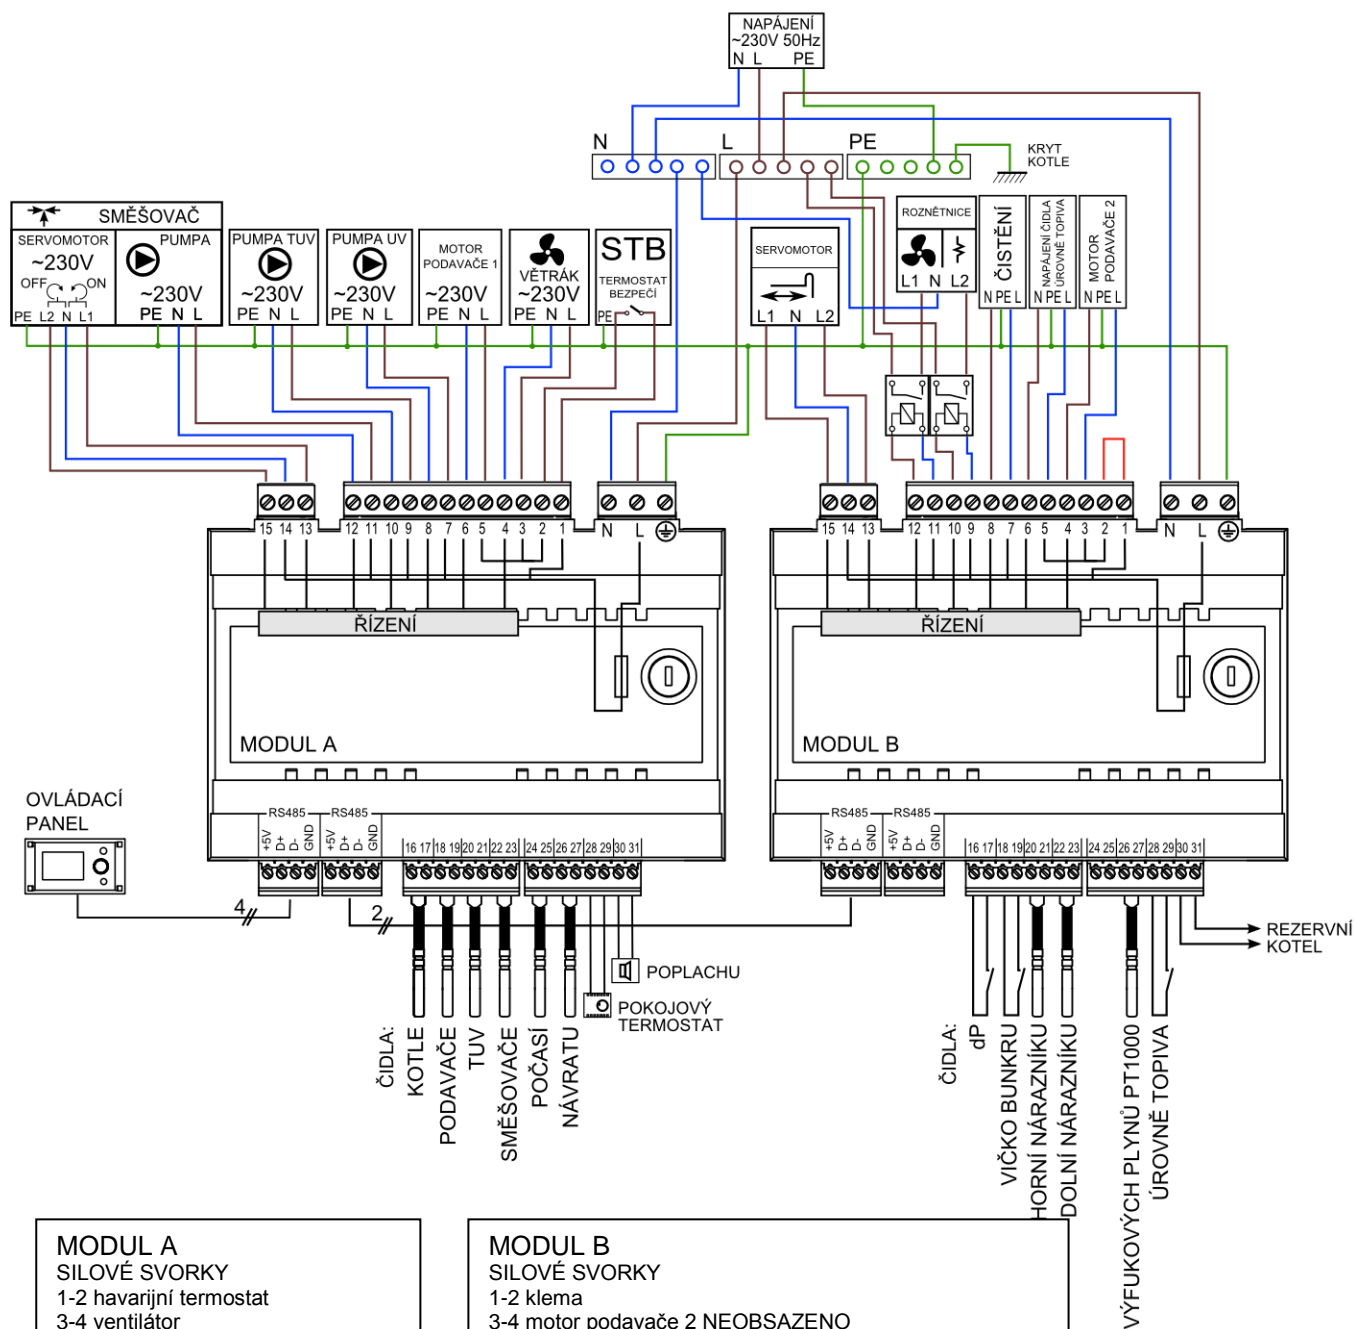 NAPÁJENÍ
~230V 50Hz
N L PE
N L PE
KRYT
KOTLE
SMĚŠOVAČ
SERVOMOTOR
~230V
OFF ON
PE L2 N L1
PUMPA
~230V
PE N L
PUMPA TUV
~230V
PE N L
PUMPA UV
~230V
PE N L
MOTOR
PODAVAČE 1
~230V
PE N L
VĚTRÁK
~230V
PE N L
STB
TERMOSTAT
BEZPEČÍ
PE
SERVOMOTOR
L1 N L2
ROZNĚTNICE
L1 N L2
ČISTĚNÍ
N PE L
NAPÁJENÍ ČIDLA
ÚROVNĚ TOPIVA
N PE L
MOTOR
PODAVAČE 2
N PE L
15 14 13 12 11 10 9 8 7 6 5 4 3 2 1 N L
ŘÍZENÍ
MODUL A
RS485 RS485
+5V D+ D- GND +5V D+ D- GND
16 17 18 19 20 21 22 23 24 25 26 27 28 29 30 31
15 14 13 12 11 10 9 8 7 6 5 4 3 2 1 N L
ŘÍZENÍ
MODUL B
RS485 RS485
+5V D+ D- GND +5V D+ D- GND
16 17 18 19 20 21 22 23 24 25 26 27 28 29 30 31
OVLÁDACÍ
PANEL
4
2
POPLACHU
POKOJOVÝ
TERMOSTAT
ČIDLA:
KOTLE
PODAVAČE
TUV
SMĚŠOVAČE
POČASÍ
NÁVRATU
REZERVNÍ
KOTEL
ČIDLA:
dP
VIČKO BUNKRU
HORNÍ NÁRAZNÍKU
DOLNÍ NÁRAZNÍKU
VÝFUKOVÝCH PLYNŮ PT1000
ÚROVNĚ TOPIVA
MODUL A
SILOVÉ SVORKY
1-2 havarijní termostat
3-4 ventilátor
MODUL B
SILOVÉ SVORKY
1-2 klema
3-4 motor podavače 2 NEOBSAZENO